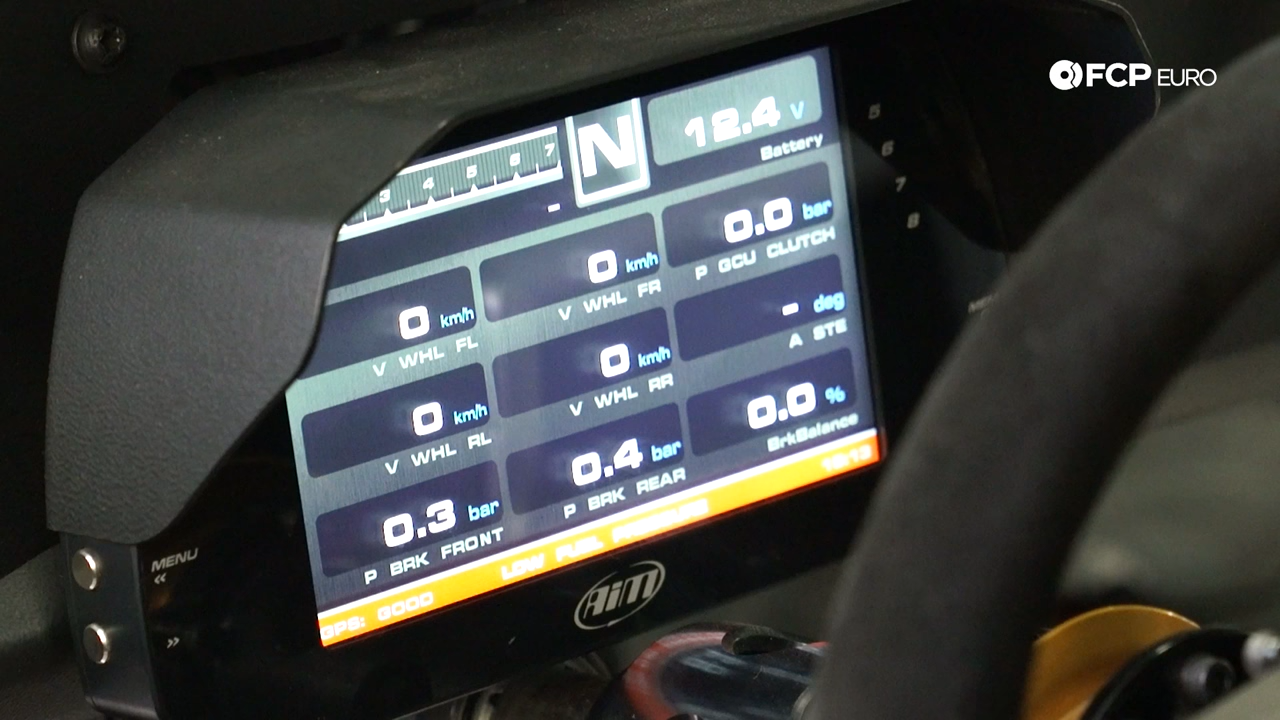 FCP EURO
3 4 5 6 7
N
12.4 V
Battery
-
0 km/h
V WHL FL
0 km/h
V WHL FR
0.0 bar
P GCU CLUTCH
0 km/h
V WHL RL
0 km/h
V WHL RR
- deg
A STE
0.3 bar
P BRK FRONT
0.4 bar
P BRK REAR
0.0 %
BrkBalance
GPS: GOOD
LOW FUEL PRESSURE
5
6
7
8
MENU
<<
>>
AiM